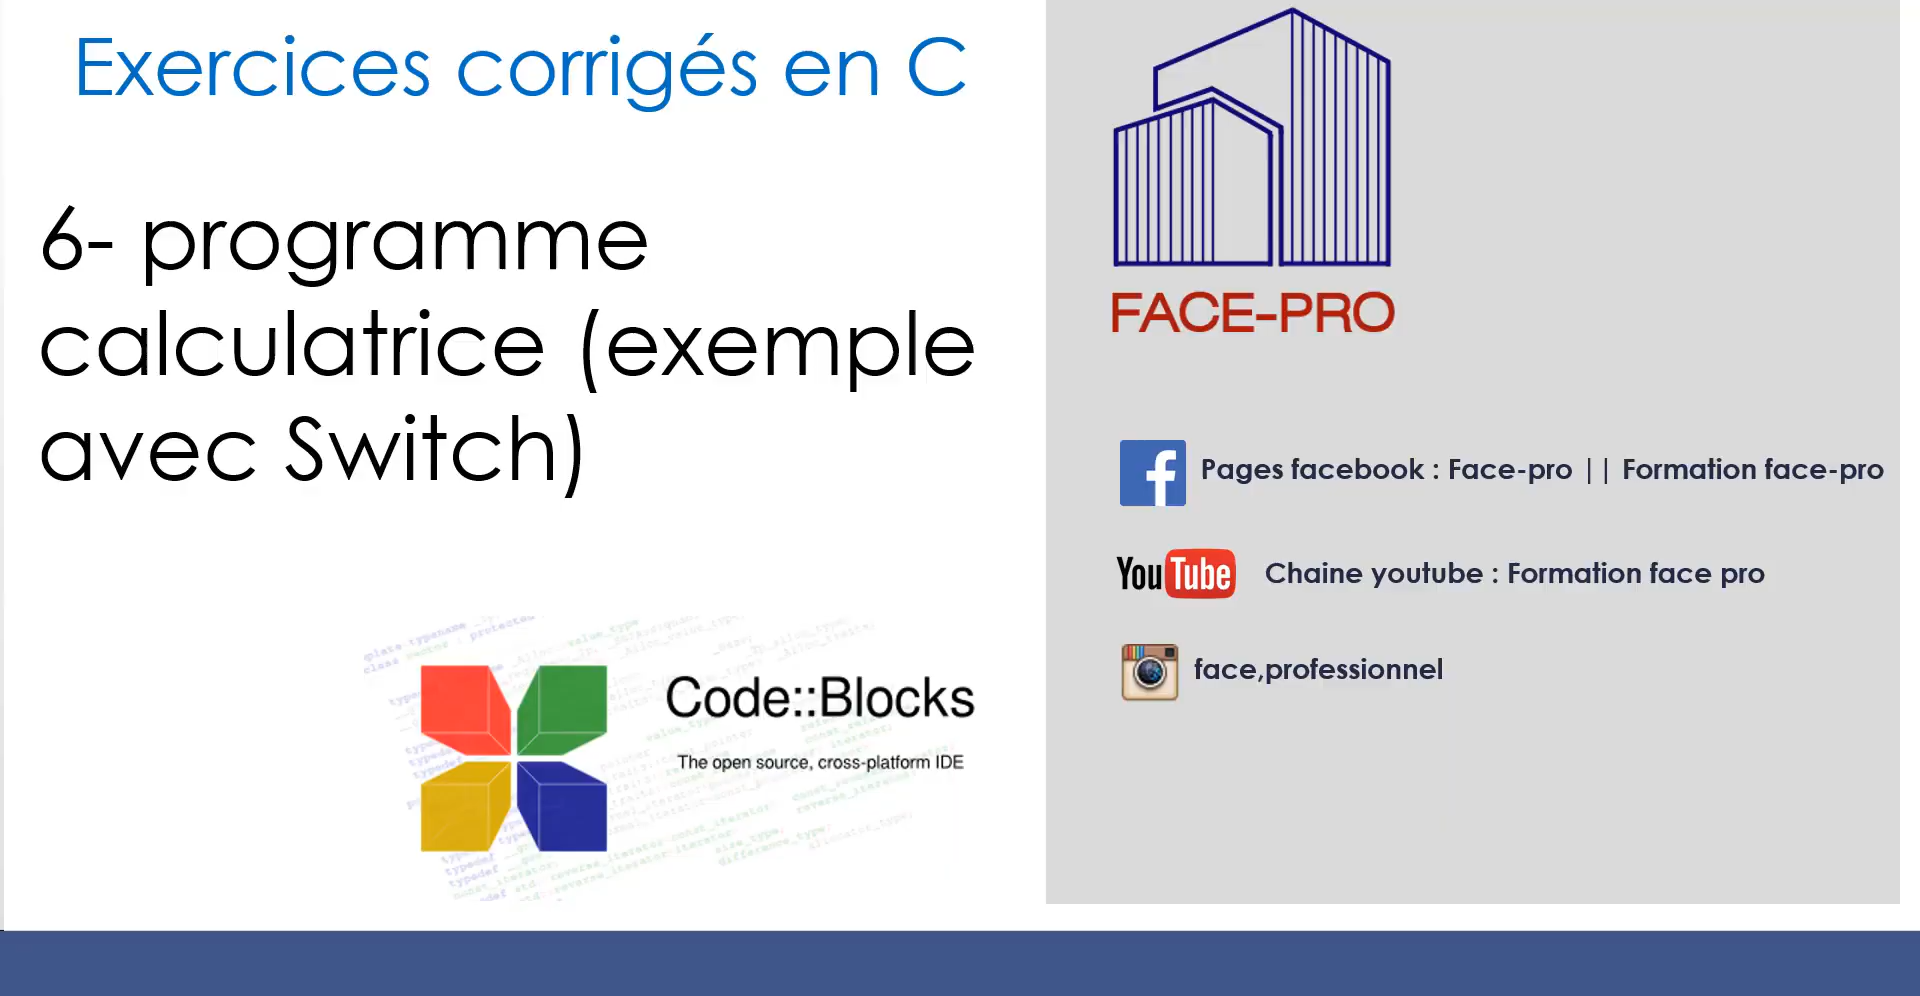 Exercices corrigés en C
6- programme
calculatrice (exemple
avec Switch)
Code::Blocks
The open source, cross-platform IDE
FACE-PRO
Pages facebook : Face-pro || Formation face-pro
YouTube Chaine youtube : Formation face pro
face,professionnel